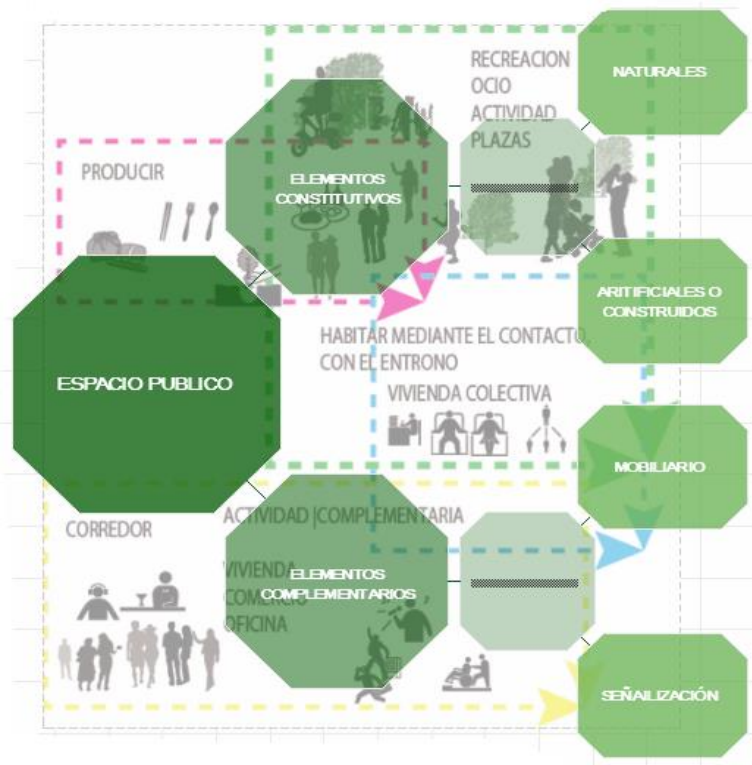 RECREACION
OCIO
ACTIVIDAD
PLAZAS
NATURALES
PRODUCIR
ELEMENTOS
CONSTITUTIVOS
ARITIFICIALES O
CONSTRUIDOS
HABITAR MEDIANTE EL CONTACTO,
CON EL ENTRONO
ESPACIO PUBLICO
VIVIENDA COLECTIVA
MOBILIARIO
CORREDOR
ACTIVIDAD |COMPLEMENTARIA
VIVIENDA
COMERCIO
OFICINA
ELEMENTOS
COMPLEMENTARIOS
SEÑAILIZACIÓN